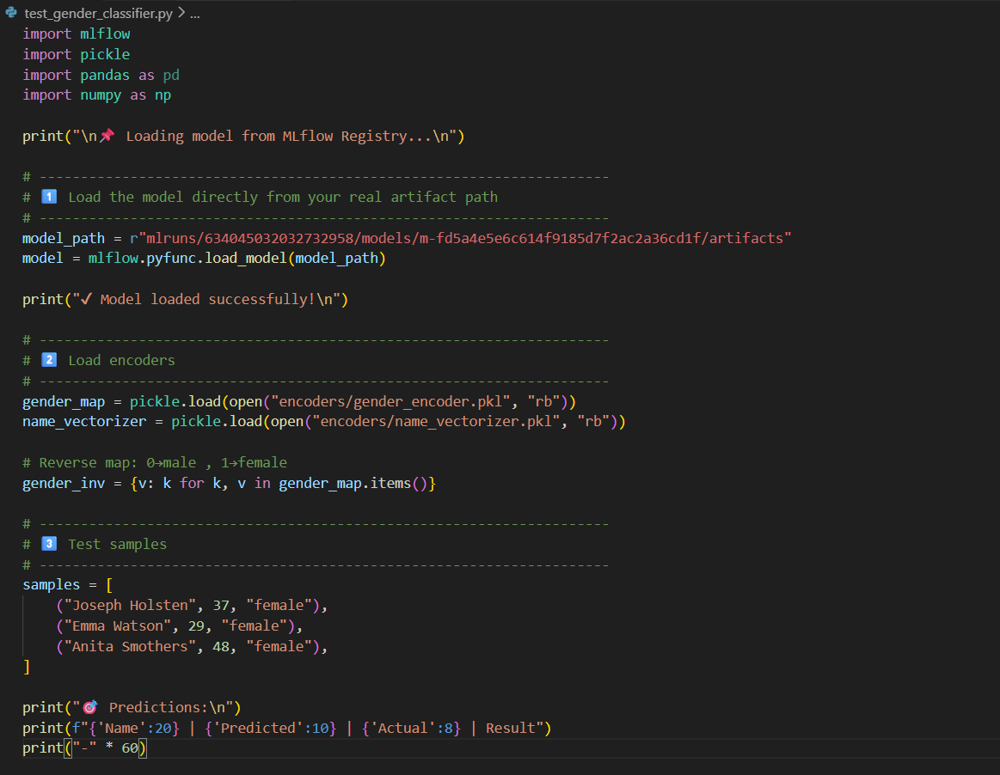 test_gender_classifier.py > ...
import mlflow
import pickle
import pandas as pd
import numpy as np
print("\n📌 Loading model from MLflow Registry...\n")
# ---------------------------------------------------------------------
# 1️⃣ Load the model directly from your real artifact path
# ---------------------------------------------------------------------
model_path = r"mlruns/634045032032732958/models/m-fd5a4e5e6c614f9185d7f2ac2a36cd1f/artifacts"
model = mlflow.pyfunc.load_model(model_path)
print("✔ Model loaded successfully!\n")
# ---------------------------------------------------------------------
# 2️⃣ Load encoders
# ---------------------------------------------------------------------
gender_map = pickle.load(open("encoders/gender_encoder.pkl", "rb"))
name_vectorizer = pickle.load(open("encoders/name_vectorizer.pkl", "rb"))
# Reverse map: 0→male , 1→female
gender_inv = {v: k for k, v in gender_map.items()}
# ---------------------------------------------------------------------
# 3️⃣ Test samples
# ---------------------------------------------------------------------
samples = [
    ("Joseph Holsten", 37, "female"),
    ("Emma Watson", 29, "female"),
    ("Anita Smothers", 48, "female"),
]
print("🎯 Predictions:\n")
print(f"{'Name':20} | {'Predicted':10} | {'Actual':8} | Result")
print("-" * 60)